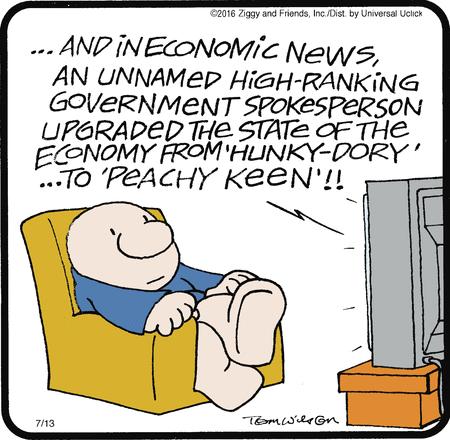 ©2016 Ziggy and Friends, Inc./Dist. by Universal Uclick
...AND IN ECONOMIC NEWS,
AN UNNAMED HIGH-RANKING
GOVERNMENT SPOKESPERSON
UPGRADED THE STATE OF THE
ECONOMY FROM 'HUNKY-DORY'
...TO 'PEACHY KEEN'!!
7/13
Tom Wilson